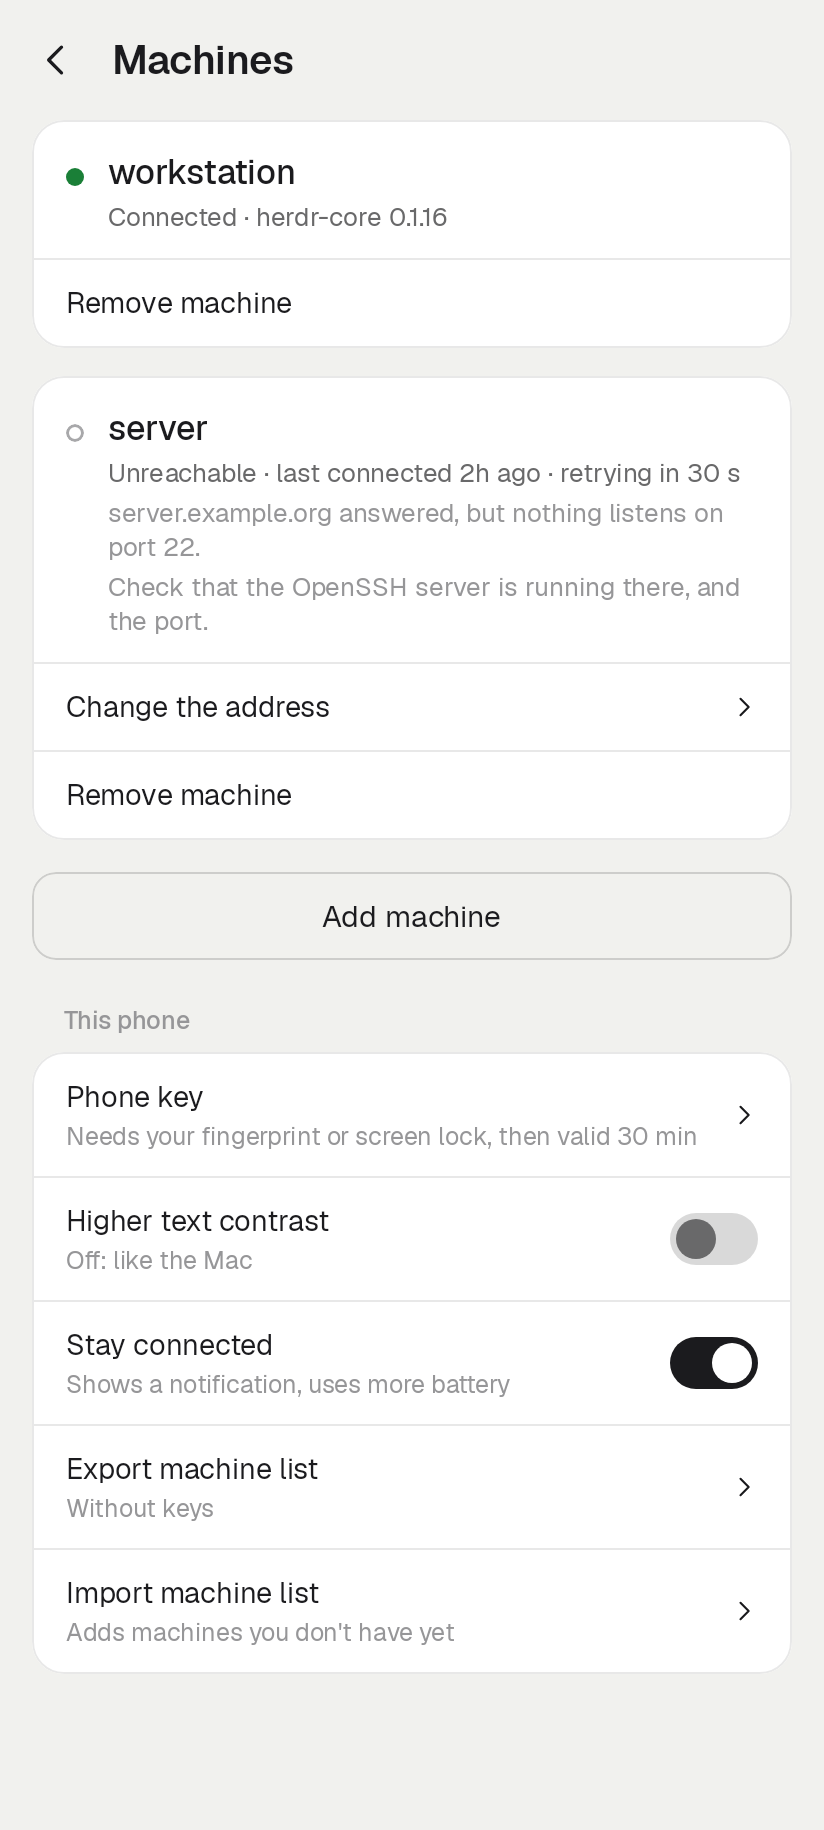 Machines
workstation
Connected · herdr-core 0.1.16
Remove machine
server
Unreachable · last connected 2h ago · retrying in 30 s
server.example.org answered, but nothing listens on
port 22.
Check that the OpenSSH server is running there, and
the port.
Change the address
Remove machine
Add machine
This phone
Phone key
Needs your fingerprint or screen lock, then valid 30 min
Higher text contrast
Off: like the Mac
Stay connected
Shows a notification, uses more battery
Export machine list
Without keys
Import machine list
Adds machines you don't have yet